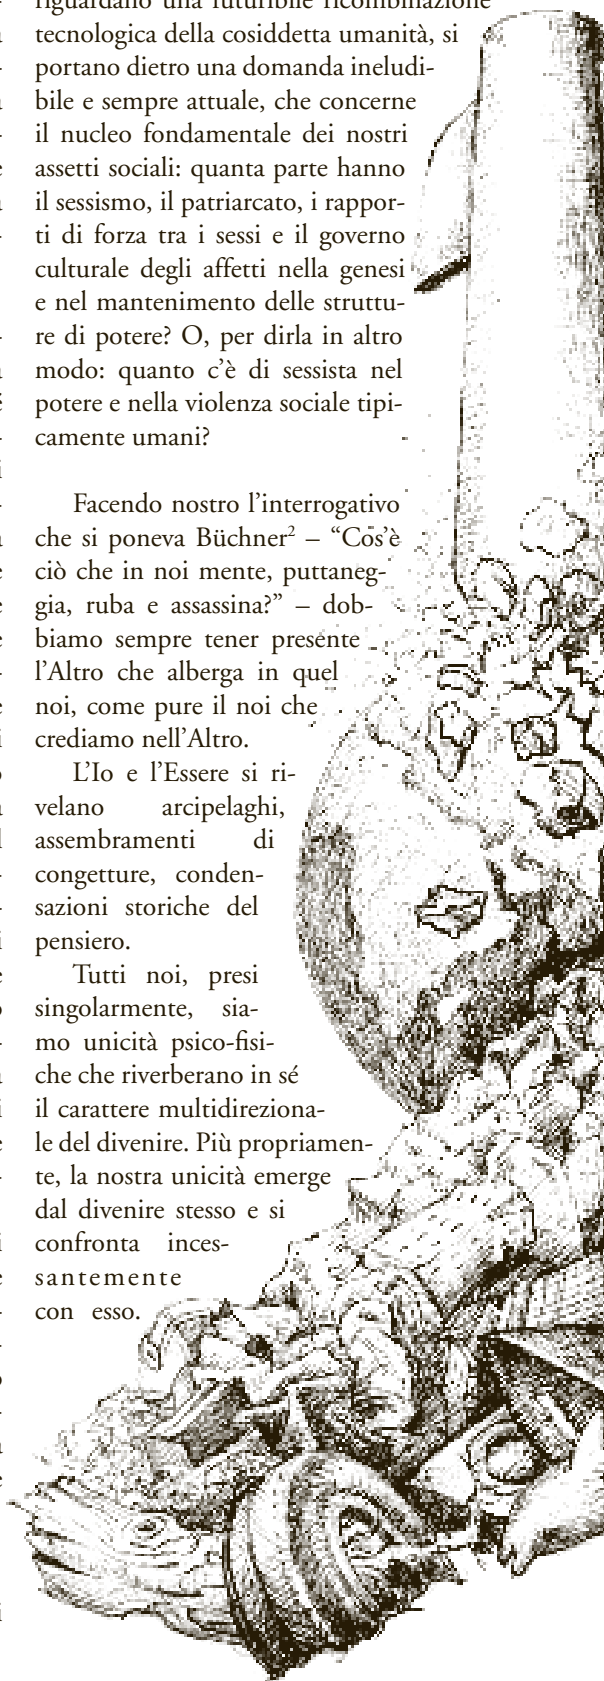 riguardano una futuribile ricombinazione
tecnologica della cosiddetta umanità, si
portano dietro una domanda ineludi-
bile e sempre attuale, che concerne
il nucleo fondamentale dei nostri
assetti sociali: quanta parte hanno
il sessismo, il patriarcato, i rappor-
ti di forza tra i sessi e il governo
culturale degli affetti nella genesi
e nel mantenimento delle struttu-
re di potere? O, per dirla in altro
modo: quanto c’è di sessista nel
potere e nella violenza sociale tipi-
camente umani?
Facendo nostro l’interrogativo
che si poneva Büchner² – “Cos’è
ciò che in noi mente, puttaneg-
gia, ruba e assassina?” – dob-
biamo sempre tener presente
l’Altro che alberga in quel
noi, come pure il noi che
crediamo nell’Altro.
L’Io e l’Essere si ri-
velano arcipelaghi,
assembramenti di
congetture, conden-
sazioni storiche del
pensiero.
Tutti noi, presi
singolarmente, sia-
mo unicità psico-fisi-
che che riverberano in sé
il carattere multidireziona-
le del divenire. Più propriamen-
te, la nostra unicità emerge
dal divenire stesso e si
confronta inces-
santemente
con esso.